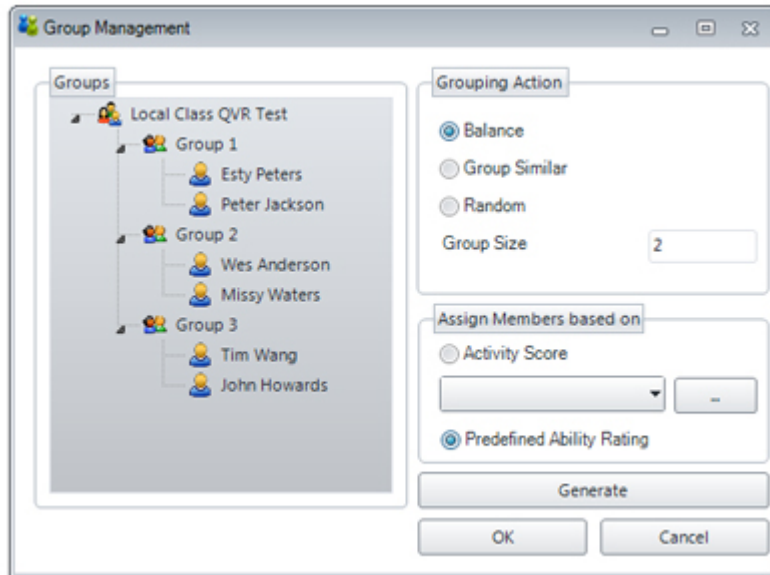 Group Management
Groups
Local Class QVR Test
Group 1
Esty Peters
Peter Jackson
Group 2
Wes Anderson
Missy Waters
Group 3
Tim Wang
John Howards
Grouping Action
Balance
Group Similar
Random
Group Size 2
Assign Members based on
Activity Score
...
Predefined Ability Rating
Generate
OK Cancel